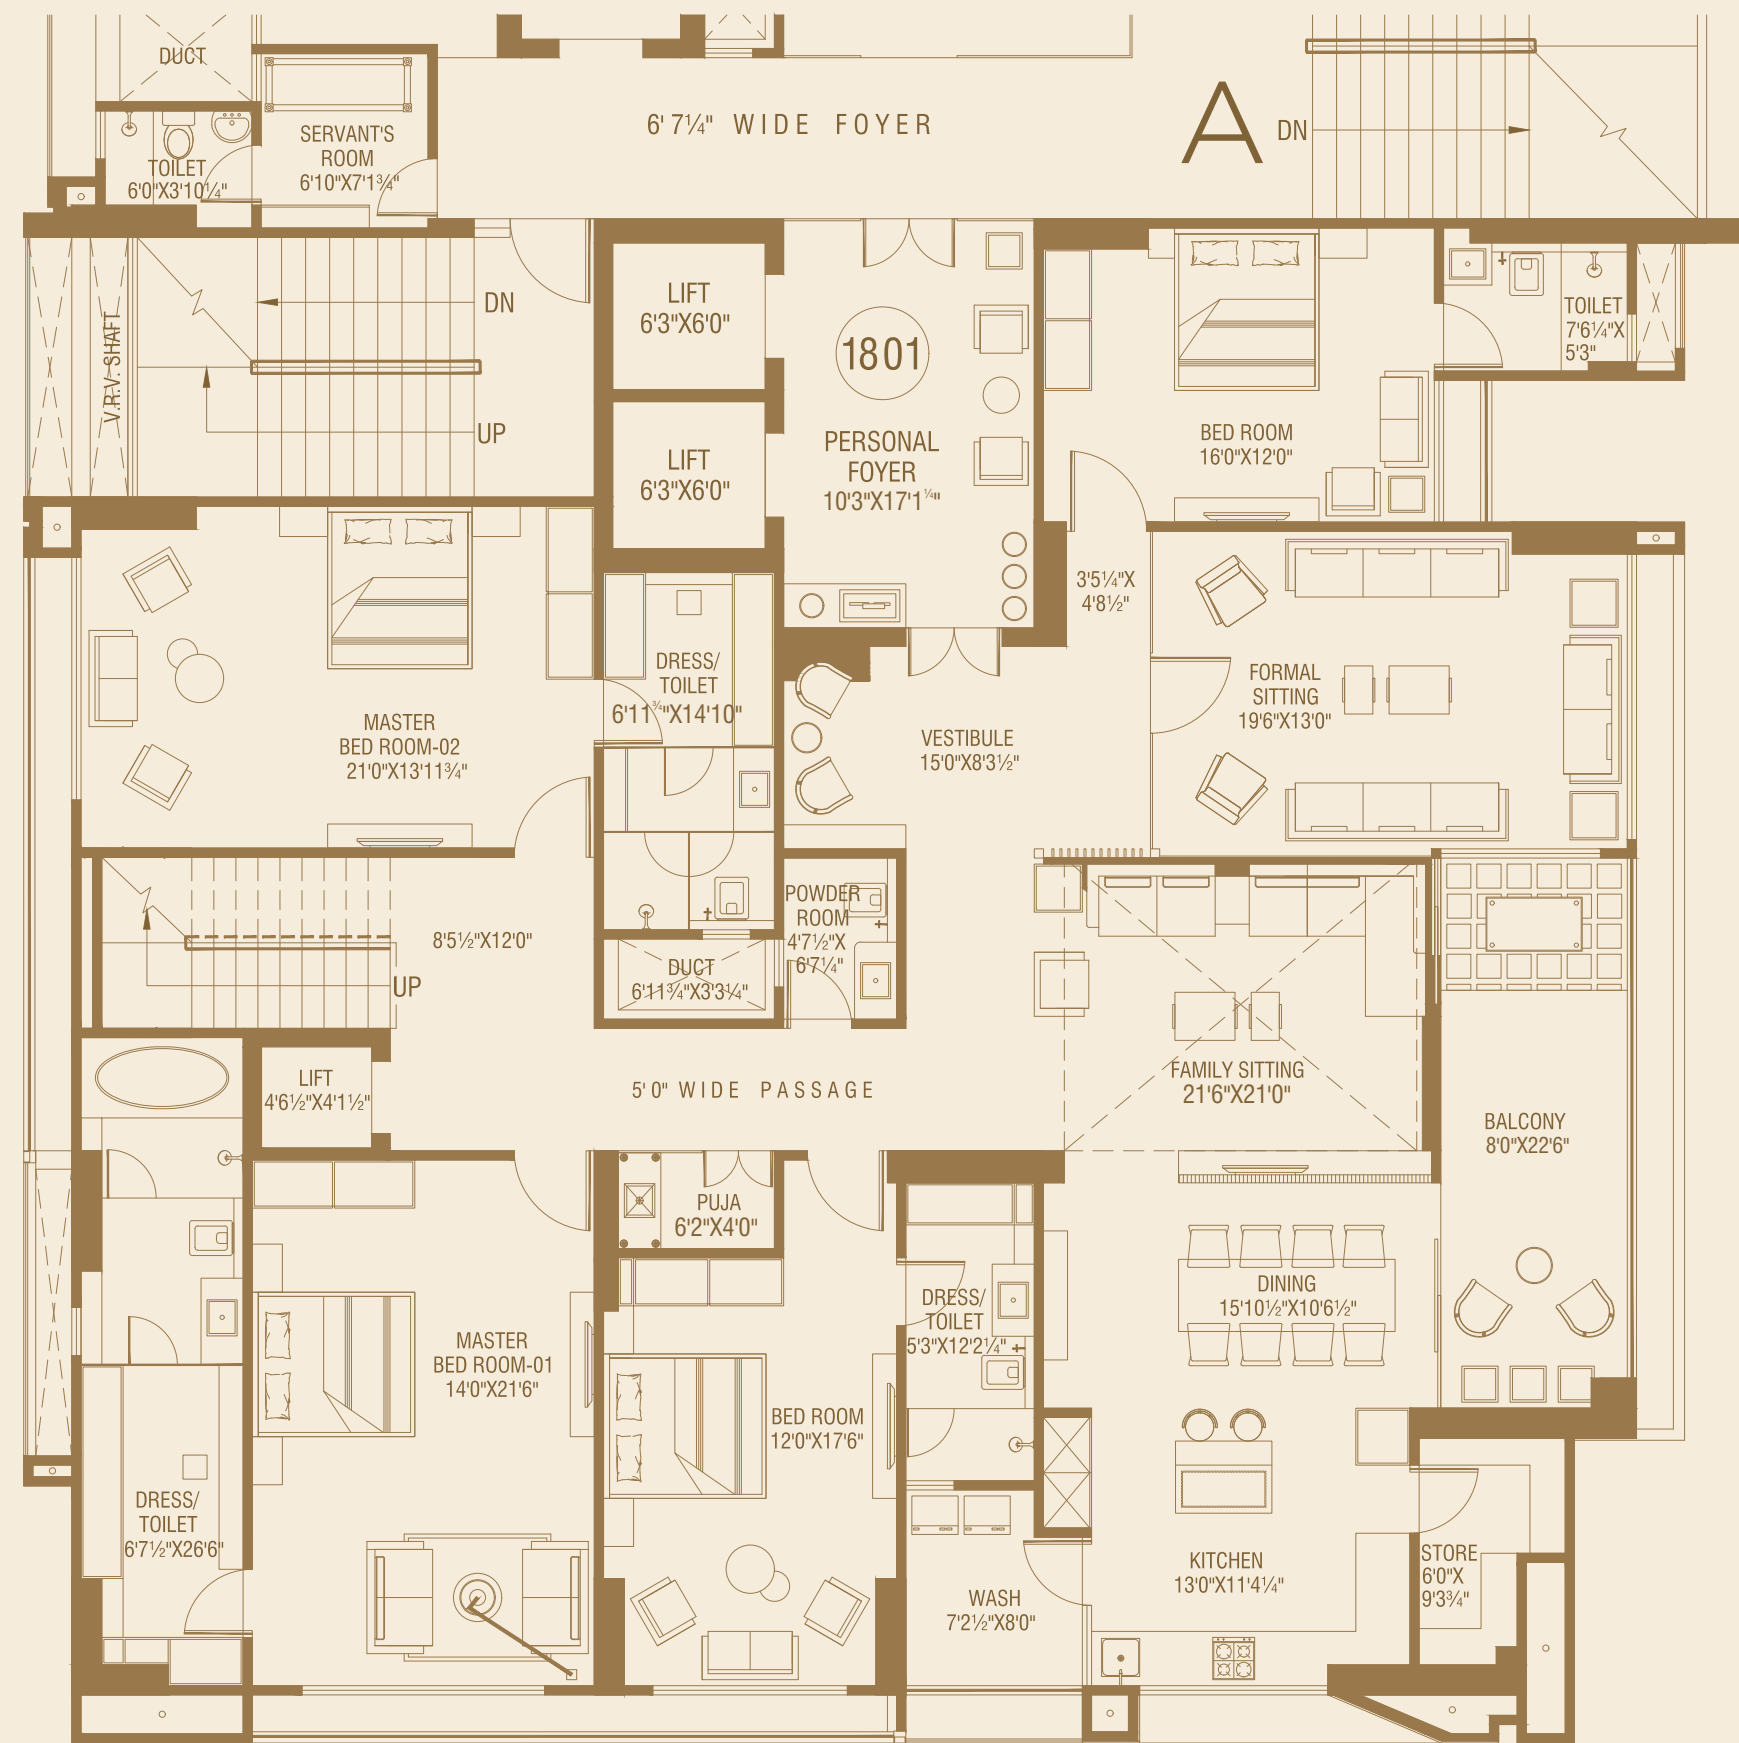 DUCT
SERVANT'S
ROOM
6'10"X7'1¾"
TOILET
6'0"X3'10¼"
6' 7¼" WIDE FOYER
A
DN
V.R.V. SHAFT
DN
UP
LIFT
6'3"X6'0"
LIFT
6'3"X6'0"
1801
PERSONAL
FOYER
10'3"X17'1¼"
BED ROOM
16'0"X12'0"
TOILET
7'6¼"X
5'3"
MASTER
BED ROOM-02
21'0"X13'11¾"
DRESS/
TOILET
6'11¾"X14'10"
VESTIBULE
15'0"X8'3½"
3'5¼"X
4'8½"
FORMAL
SITTING
19'6"X13'0"
UP
8'5½"X12'0"
DUCT
6'11¾"X3'3¼"
POWDER
ROOM
4'7½"X
6'7¼"
FAMILY SITTING
21'6"X21'0"
BALCONY
8'0"X22'6"
LIFT
4'6½"X4'1½"
5'0" WIDE PASSAGE
PUJA
6'2"X4'0"
MASTER
BED ROOM-01
14'0"X21'6"
DRESS/
TOILET
6'7½"X26'6"
BED ROOM
12'0"X17'6"
DRESS/
TOILET
5'3"X12'2¼"
DINING
15'10½"X10'6½"
WASH
7'2½"X8'0"
KITCHEN
13'0"X11'4¼"
STORE
6'0"X
9'3¾"